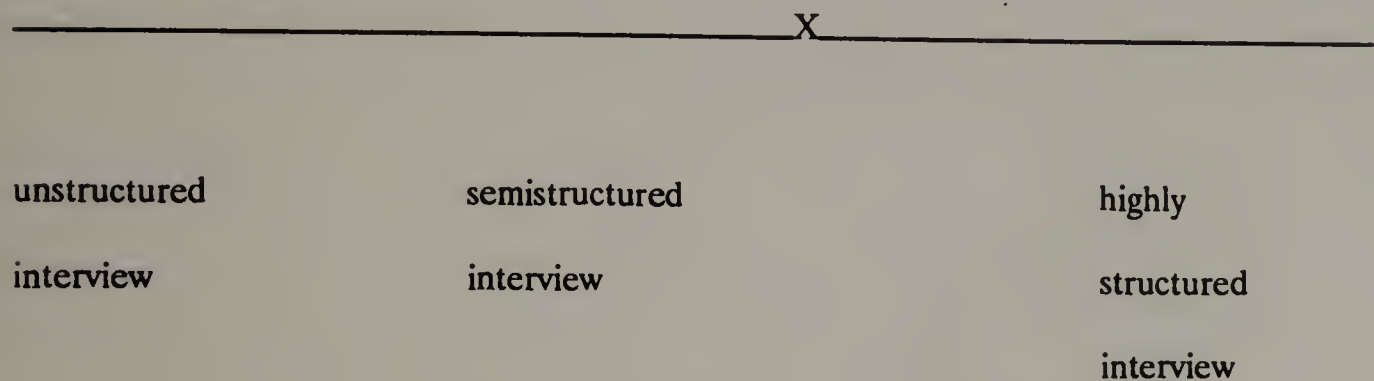 X
unstructured semistructured highly
interview interview structured
interview